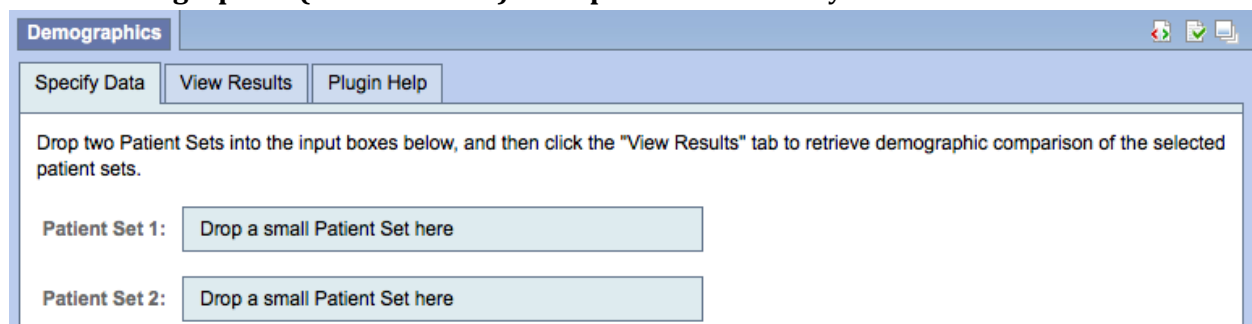 Demographics
Specify Data View Results Plugin Help
Drop two Patient Sets into the input boxes below, and then click the "View Results" tab to retrieve demographic comparison of the selected
patient sets.
Patient Set 1: Drop a small Patient Set here
Patient Set 2: Drop a small Patient Set here